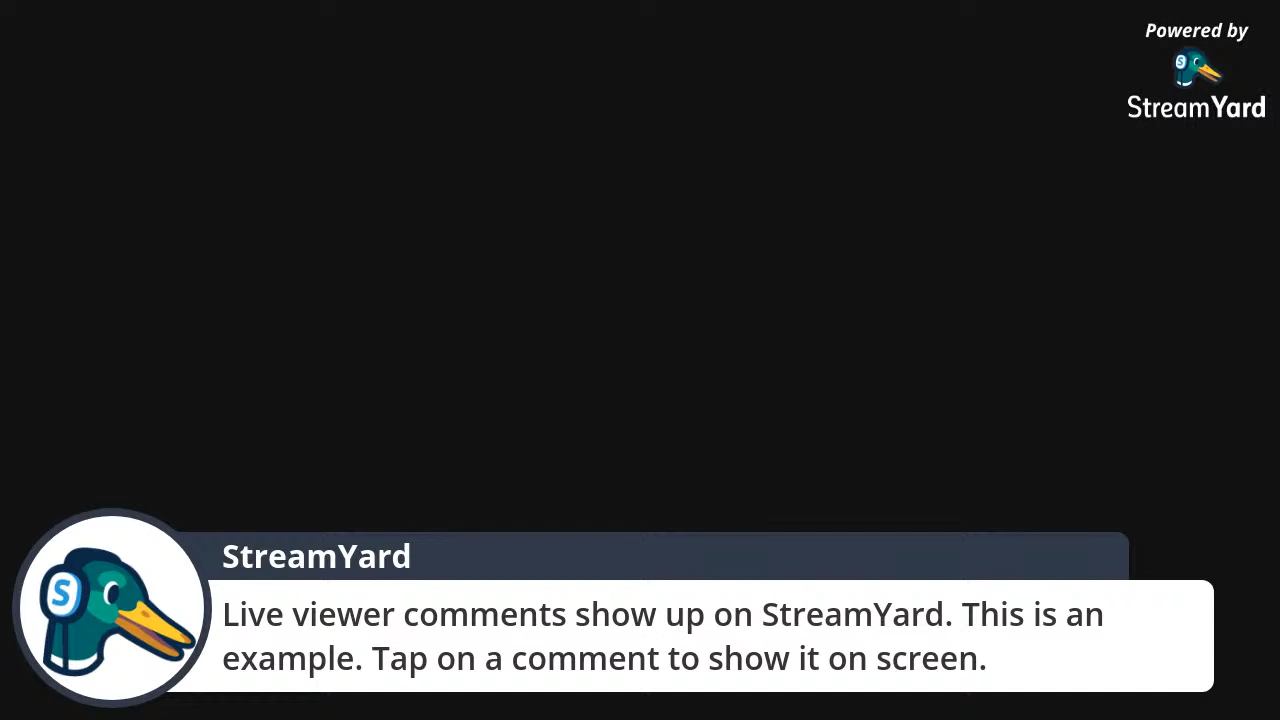 Powered by
S
StreamYard
StreamYard
S
Live viewer comments show up on StreamYard. This is an
example. Tap on a comment to show it on screen.